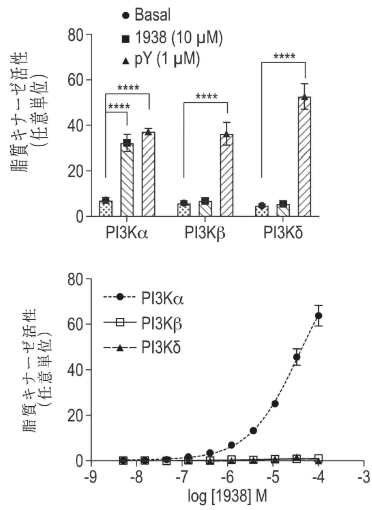 Basal
1938 (10 μM)
pY (1 μM)
脂質キナーゼ活性
(任意単位)
80
60
40
20
0
****
****
****
****
PI3Kα
PI3Kβ
PI3Kδ
脂質キナーゼ活性
(任意単位)
80
60
40
20
0
PI3Kα
PI3Kβ
PI3Kδ
-9
-8
-7
-6
-5
-4
-3
log [1938] M